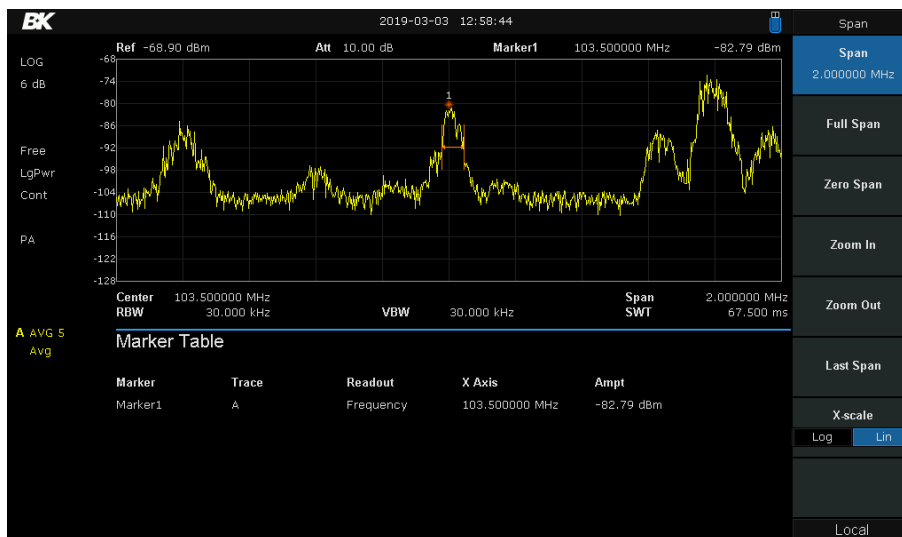 BK 2019-03-03 12:58:44 Span
Ref -68.90 dBm Att 10.00 dB Marker1 103.500000 MHz -82.79 dBm
LOG
6 dB
Free
LgPwr
Cont
PA
A AVG 5
Avg
-68
-74
-80
-86
-92
-98
-104
-110
-116
-122
-128
1
Center 103.500000 MHz Span 2.000000 MHz
RBW 30.000 kHz VBW 30.000 kHz SWT 67.500 ms
Marker Table
Marker Trace Readout X Axis Ampt
Marker1 A Frequency 103.500000 MHz -82.79 dBm
Span
2.000000 MHz
Full Span
Zero Span
Zoom In
Zoom Out
Last Span
X-scale
Log Lin
Local